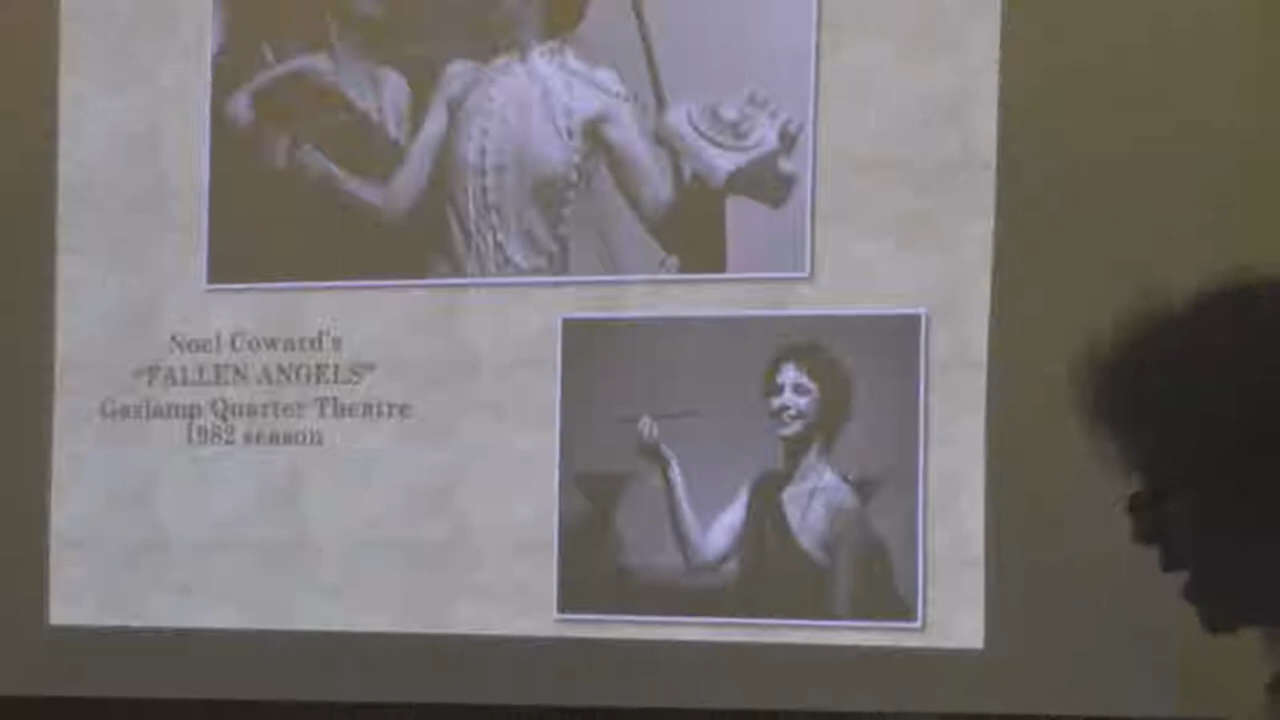 Noel Coward's
"FALLEN ANGELS"
Gaslamp Quarter Theatre
1982 season